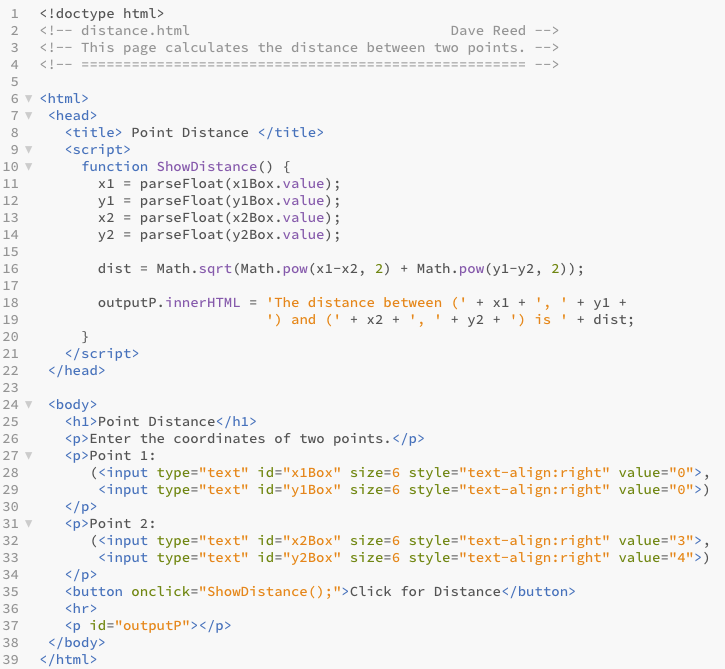 1 <!doctype html>
2 <!-- distance.html                               Dave Reed -->
3 <!-- This page calculates the distance between two points. -->
4 <!-- ===================================================== -->
5
6 <html>
7  <head>
8    <title> Point Distance </title>
9    <script>
10      function ShowDistance() {
11        x1 = parseFloat(x1Box.value);
12        y1 = parseFloat(y1Box.value);
13        x2 = parseFloat(x2Box.value);
14        y2 = parseFloat(y2Box.value);
15
16        dist = Math.sqrt(Math.pow(x1-x2, 2) + Math.pow(y1-y2, 2));
17
18        outputP.innerHTML = 'The distance between (' + x1 + ', ' + y1 +
19                            ') and (' + x2 + ', ' + y2 + ') is ' + dist;
20      }
21    </script>
22  </head>
23
24  <body>
25    <h1>Point Distance</h1>
26    <p>Enter the coordinates of two points.</p>
27    <p>Point 1:
28       (<input type="text" id="x1Box" size=6 style="text-align:right" value="0">,
29        <input type="text" id="y1Box" size=6 style="text-align:right" value="0">)
30    </p>
31    <p>Point 2:
32       (<input type="text" id="x2Box" size=6 style="text-align:right" value="3">,
33        <input type="text" id="y2Box" size=6 style="text-align:right" value="4">)
34    </p>
35    <button onclick="ShowDistance();">Click for Distance</button>
36    <hr>
37    <p id="outputP"></p>
38  </body>
39 </html>